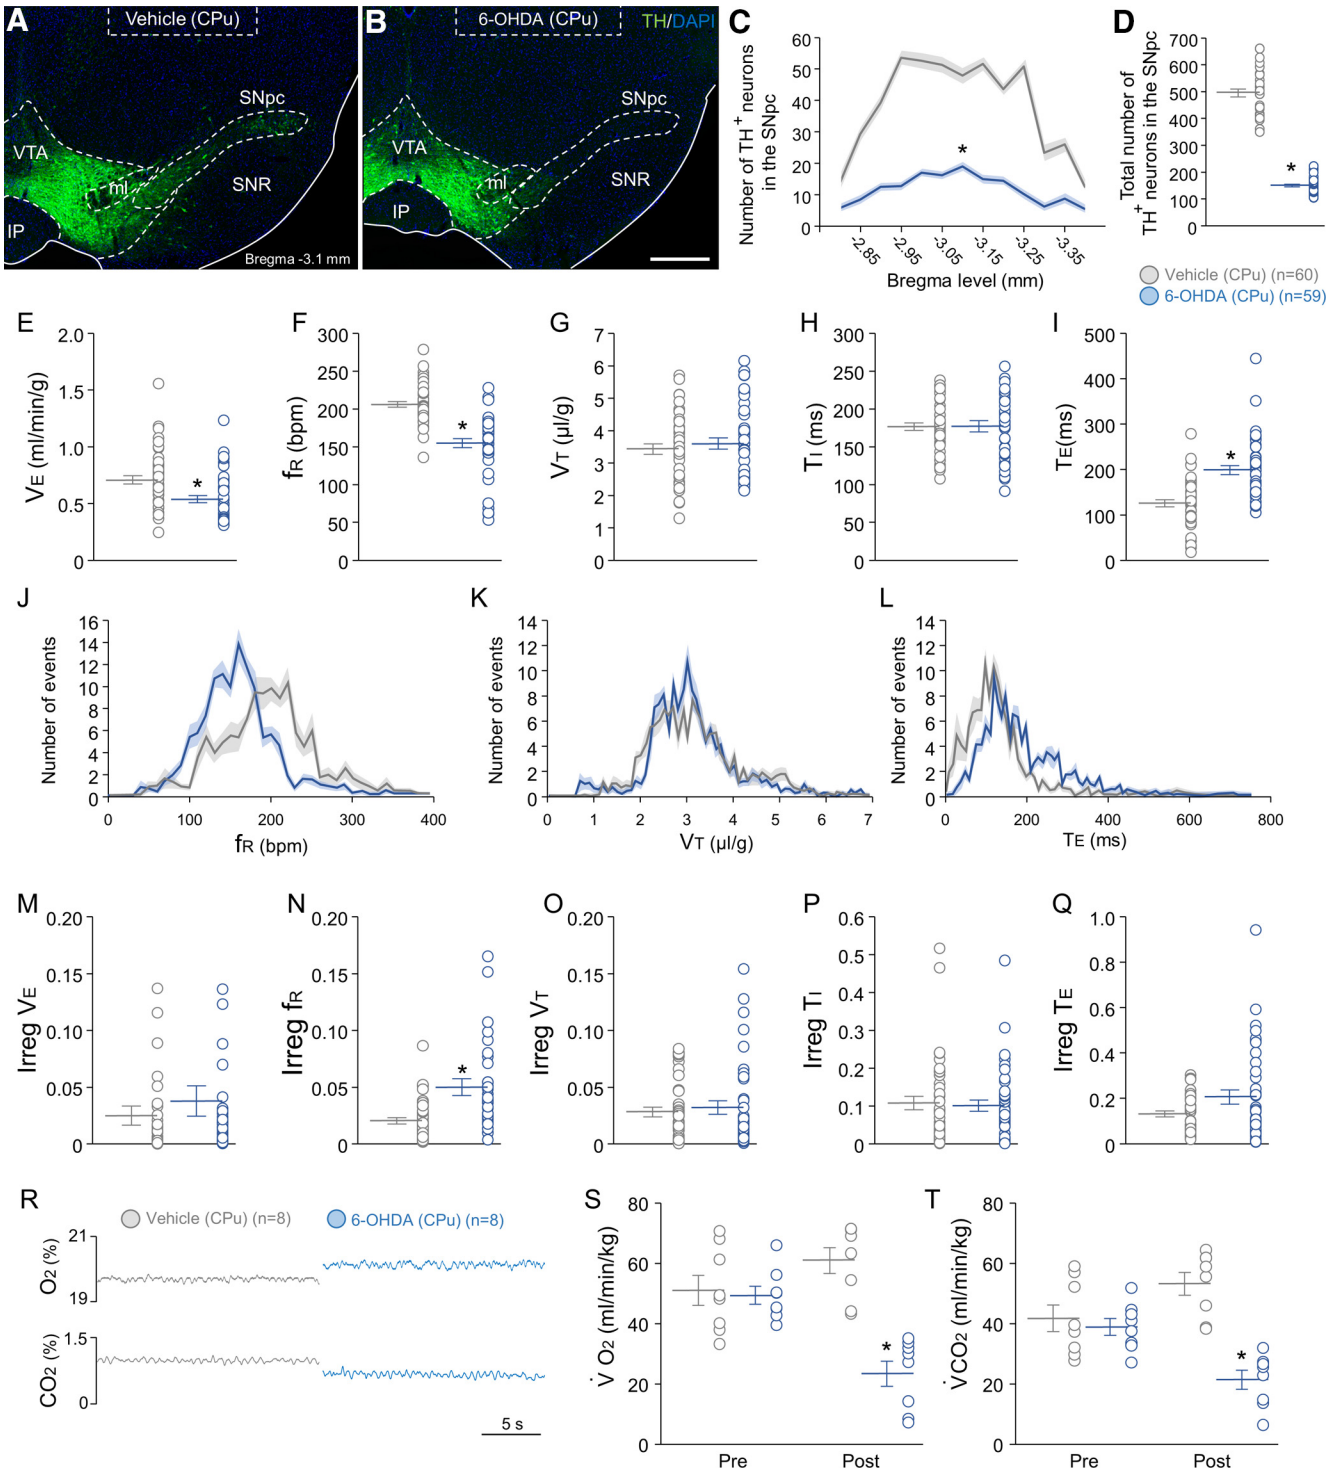 A
Vehicle (CPu)
SNpc
VTA
ml
SNR
IP
Bregma -3.1 mm
B
6-OHDA (CPu)
TH/DAPI
SNpc
VTA
ml
SNR
IP
C
Number of TH+ neurons
in the SNpc
60
50
40
30
20
10
0
*
-2.85
-2.95
-3.05
-3.15
-3.25
-3.35
Bregma level (mm)
D
Total number of
TH+ neurons in the SNpc
700
600
500
400
300
200
100
0
*
Vehicle (CPu) (n=60)
6-OHDA (CPu) (n=59)
E
VE (ml/min/g)
2.0
1.5
1.0
0.5
0
*
F
fR (bpm)
300
250
200
150
100
50
0
*
G
VT (µl/g)
7
6
5
4
3
2
1
0
H
TI (ms)
300
250
200
150
100
50
0
I
TE(ms)
500
400
300
200
100
0
*
J
Number of events
16
14
12
10
8
6
4
2
0
0 100 200 300 400
fR (bpm)
K
Number of events
14
12
10
8
6
4
2
0
0 1 2 3 4 5 6 7
VT (µl/g)
L
Number of events
14
12
10
8
6
4
2
0
0 200 400 600 800
TE (ms)
M
Irreg VE
0.20
0.15
0.10
0.05
0
N
Irreg fR
0.20
0.15
0.10
0.05
0
*
O
Irreg VT
0.20
0.15
0.10
0.05
0
P
Irreg TI
0.6
0.5
0.4
0.3
0.2
0.1
0
Q
Irreg TE
1.0
0.8
0.6
0.4
0.2
0
R
Vehicle (CPu) (n=8)
6-OHDA (CPu) (n=8)
O2 (%)
21
19
CO2 (%)
1.5
0
5 s
S
V̇ O2 (ml/min/kg)
80
60
40
20
0
*
Pre Post
T
V̇CO2 (ml/min/kg)
80
60
40
20
0
*
Pre Post